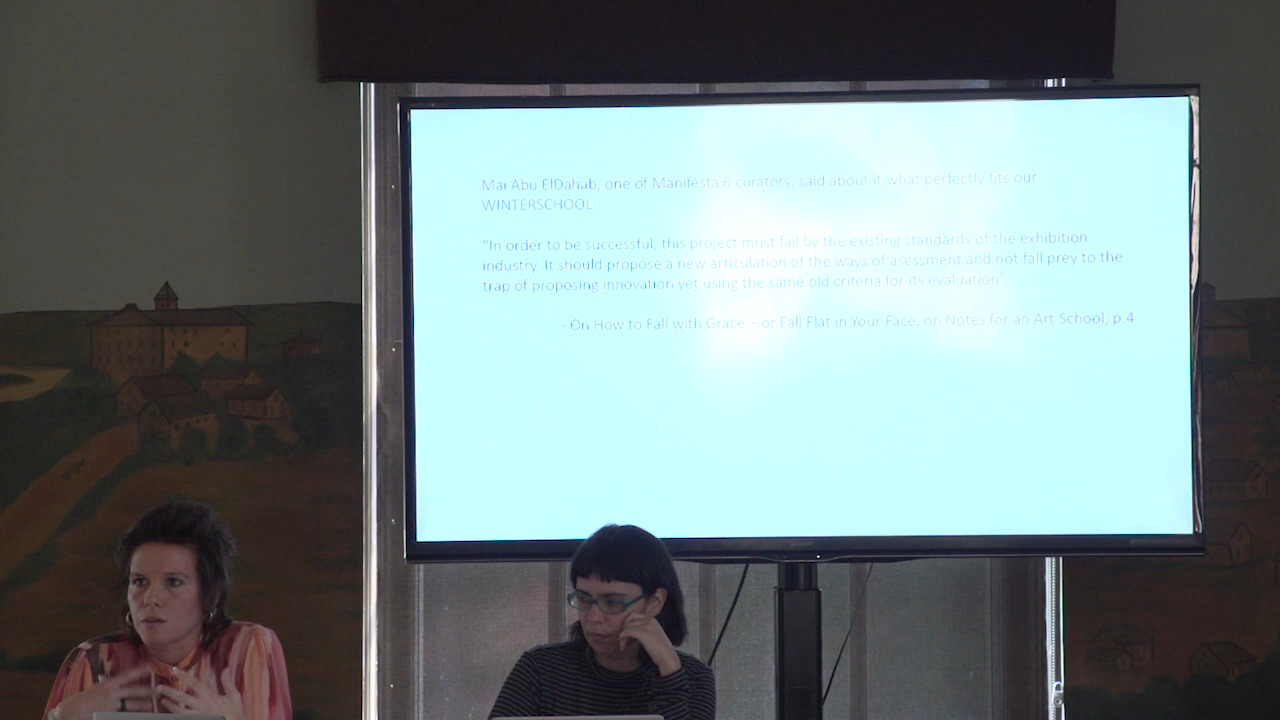 Mai Abu ElDahab, one of Manifesta 6 curators, said about it what perfectly fits our
WINTERSCHOOL:
"In order to be successful, this project must fail by the existing standards of the exhibition
industry. It should propose a new articulation of the ways of asessment and not fall prey to the
trap of proposing innovation yet using the same old criteria for its evaluation"
- On How to Fall with Grace – or Fall Flat in Your Face, on Notes for an Art School, p.4